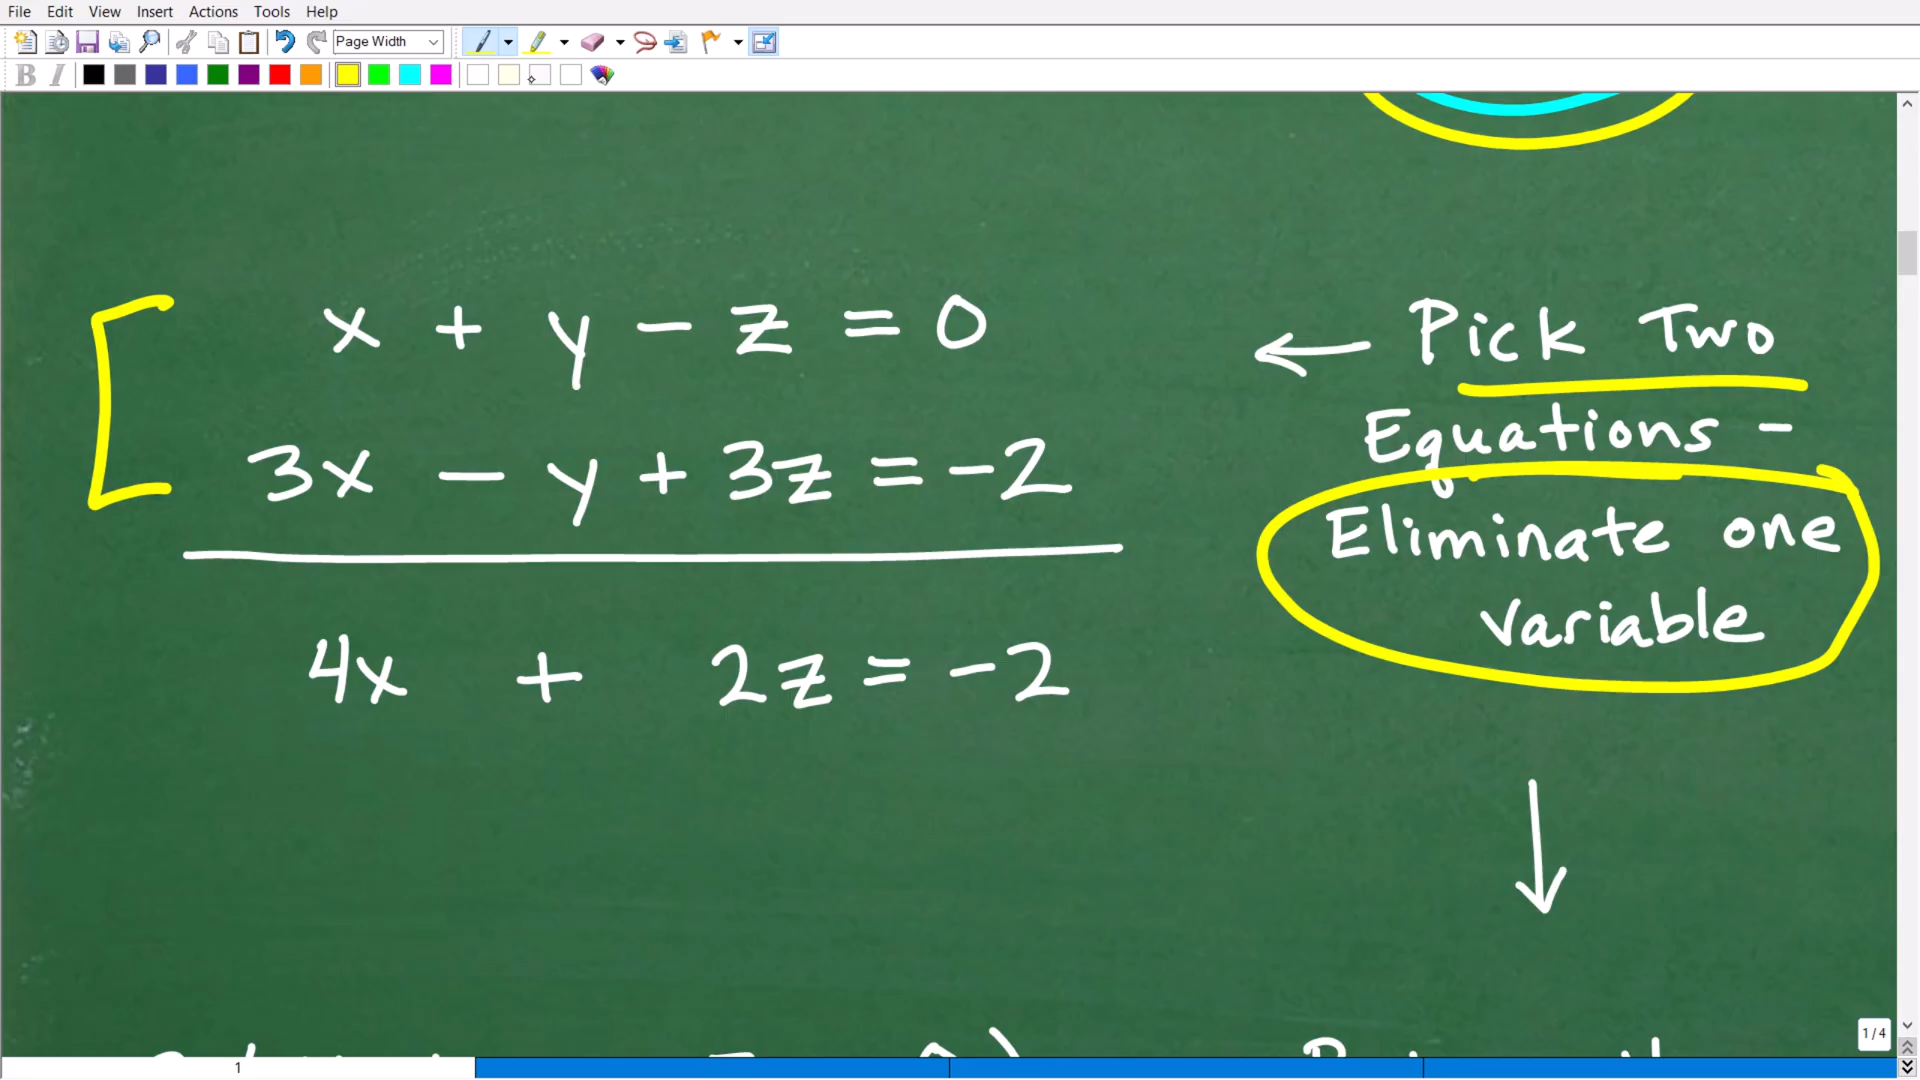 File Edit View Insert Actions Tools Help
Page Width
B I
x + y - z = 0
3x - y + 3z = -2
4x + 2z = -2
← Pick Two
Equations -
Eliminate one
variable
1 / 4
1